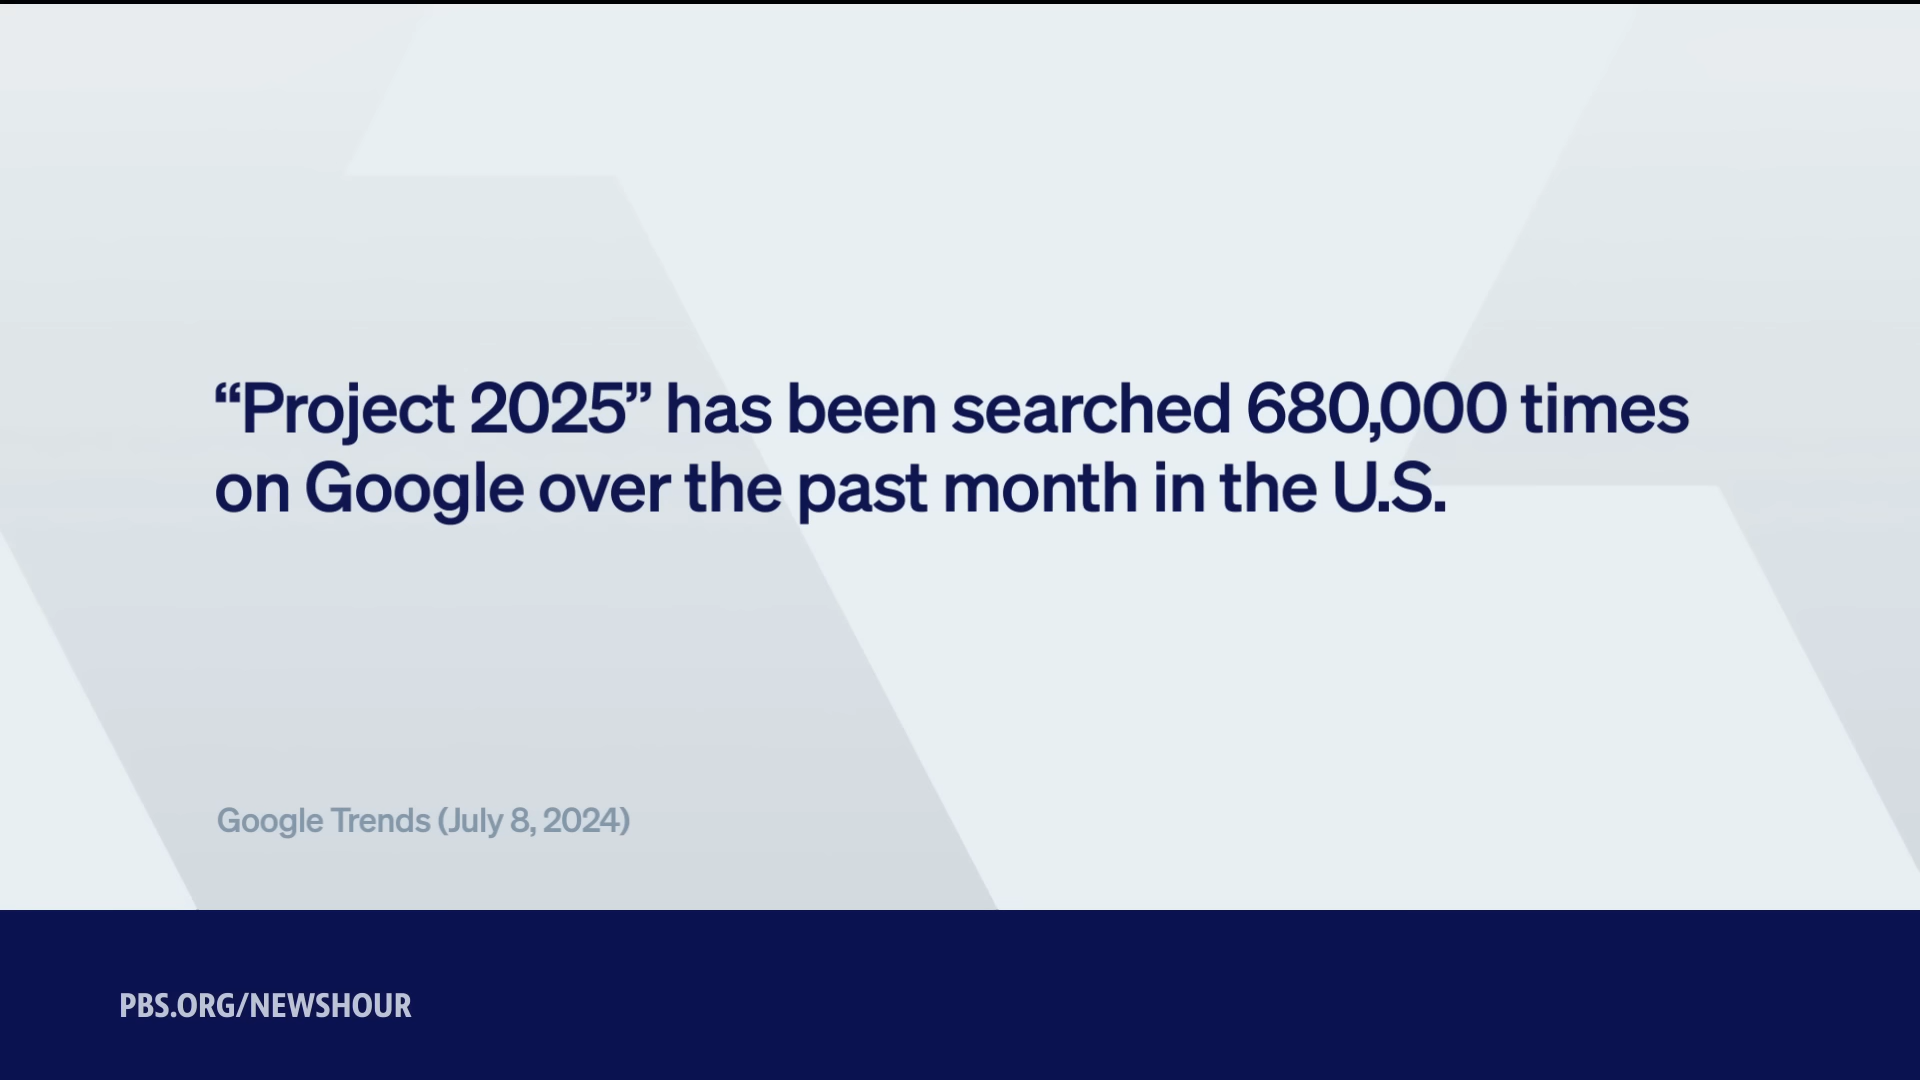 “Project 2025” has been searched 680,000 times
on Google over the past month in the U.S.
Google Trends (July 8, 2024)
PBS.ORG/NEWSHOUR